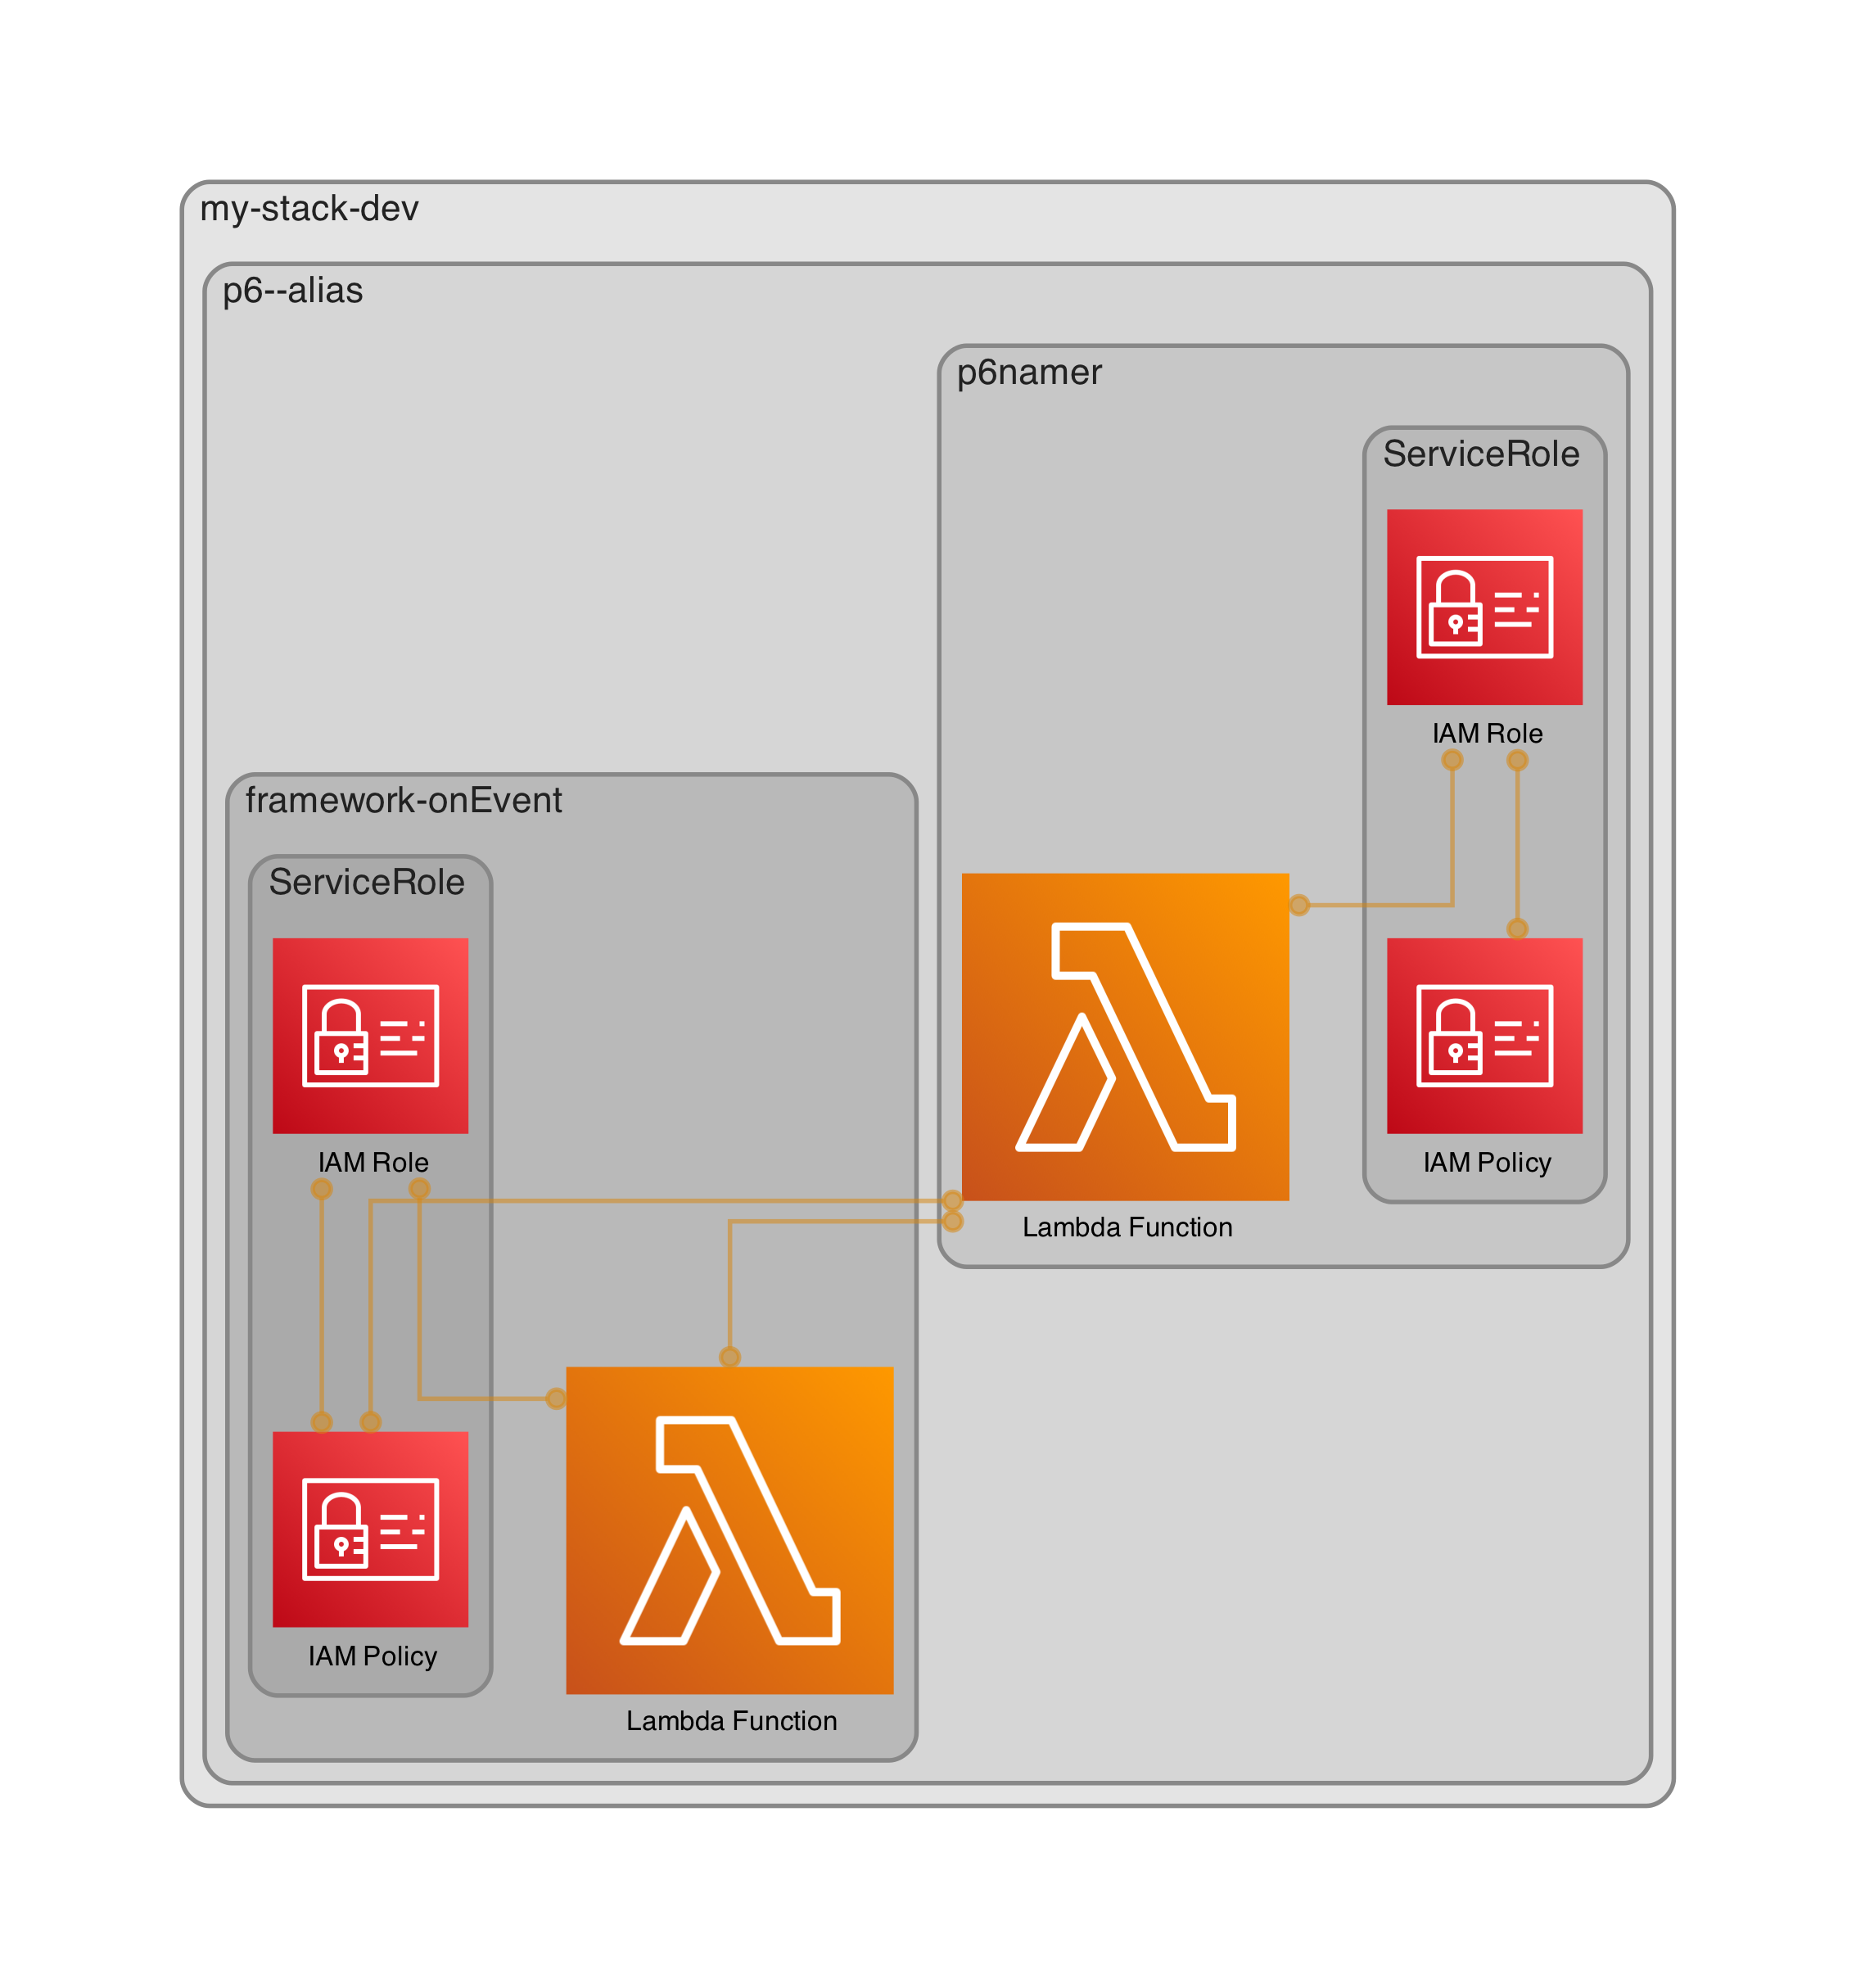 my-stack-dev
p6--alias
p6namer
ServiceRole
IAM Role
framework-onEvent
ServiceRole
IAM Role
IAM Policy
Lambda Function
IAM Policy
Lambda Function